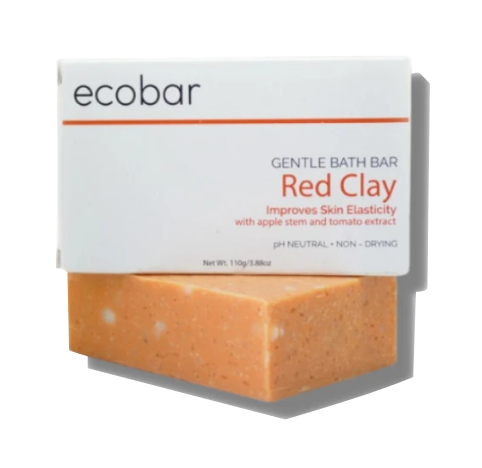 ecobar
GENTLE BATH BAR
Red Clay
Improves Skin Elasticity
with apple stem and tomato extract
pH NEUTRAL • NON - DRYING
Net Wt. 110g/3.88oz